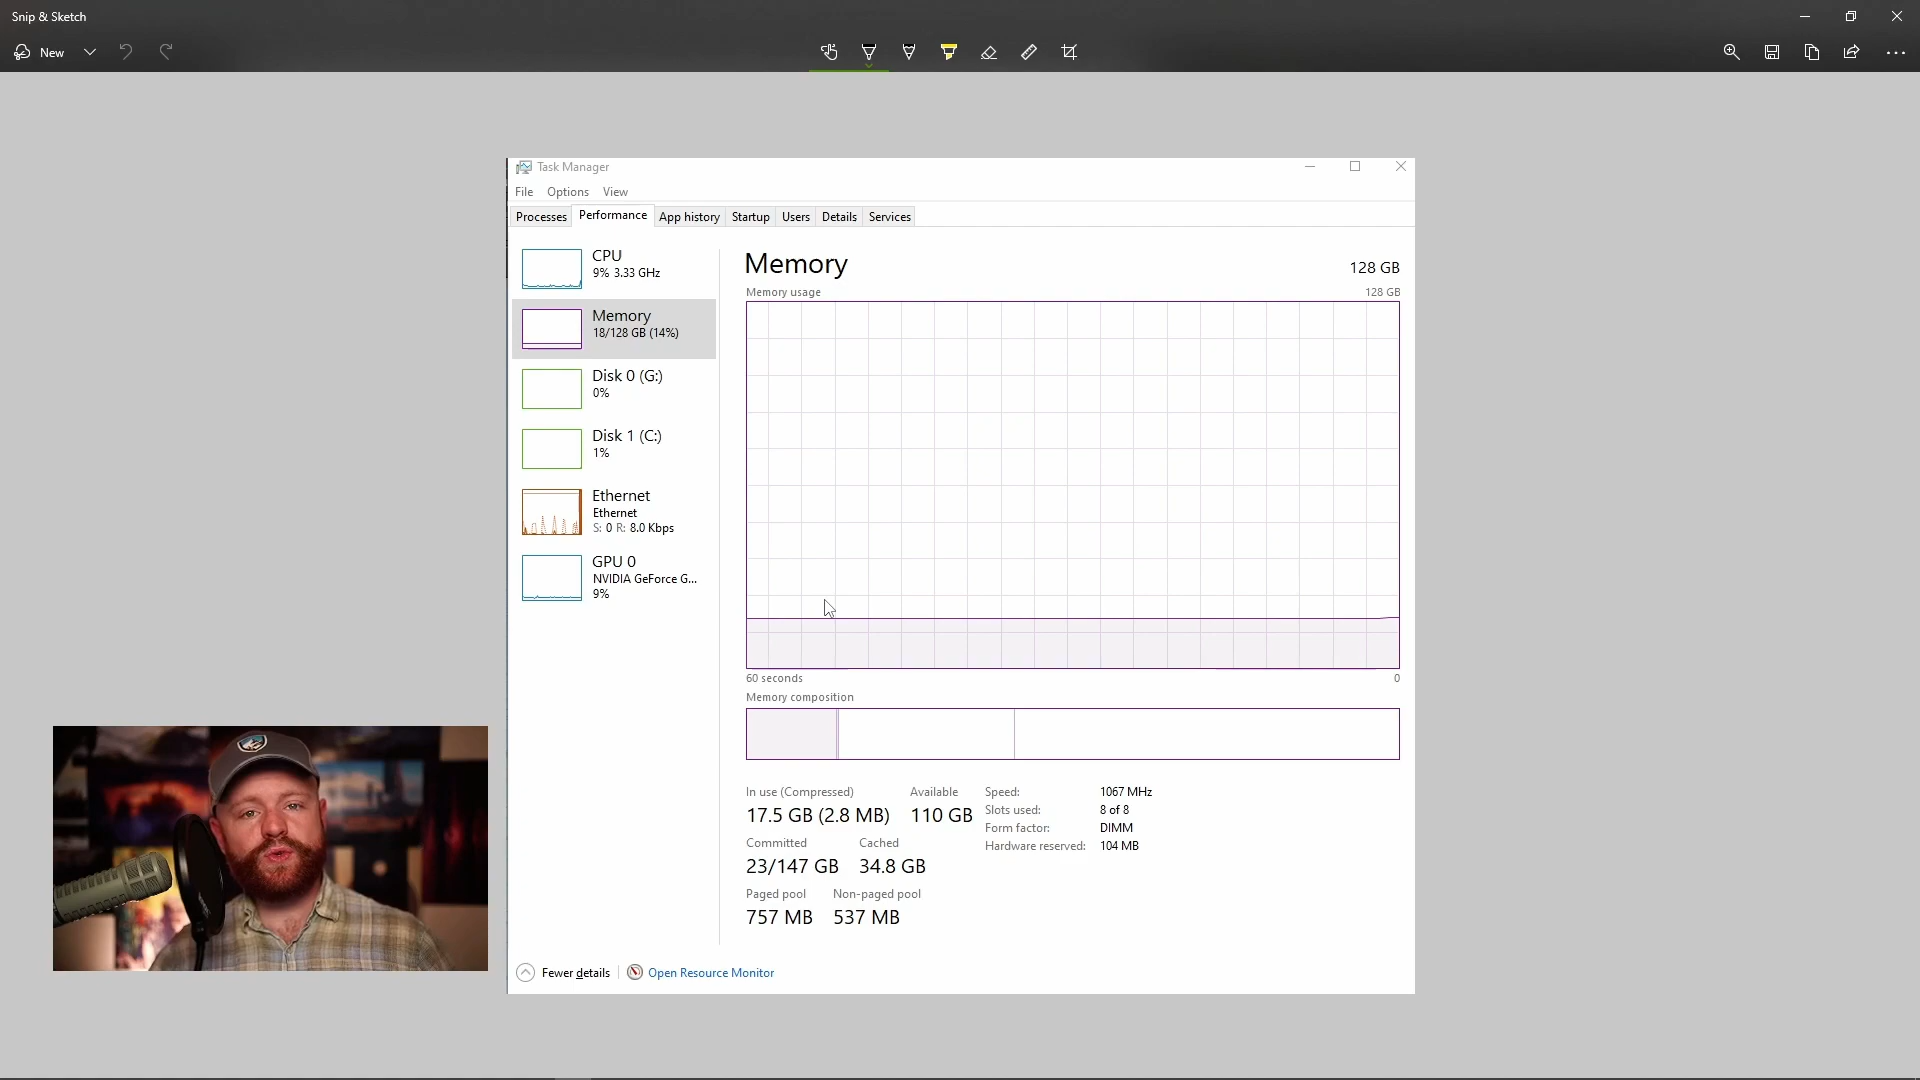 Snip & Sketch
New
Task Manager
File Options View
Processes Performance App history Startup Users Details Services
CPU
9% 3.33 GHz
Memory
18/128 GB (14%)
Disk 0 (G:)
0%
Disk 1 (C:)
1%
Ethernet
Ethernet
S: 0 R: 8.0 Kbps
GPU 0
NVIDIA GeForce G...
9%
Memory 128 GB
Memory usage 128 GB
60 seconds 0
Memory composition
In use (Compressed) Available
17.5 GB (2.8 MB) 110 GB
Committed Cached
23/147 GB 34.8 GB
Paged pool Non-paged pool
757 MB 537 MB
Speed: 1067 MHz
Slots used: 8 of 8
Form factor: DIMM
Hardware reserved: 104 MB
Fewer details Open Resource Monitor